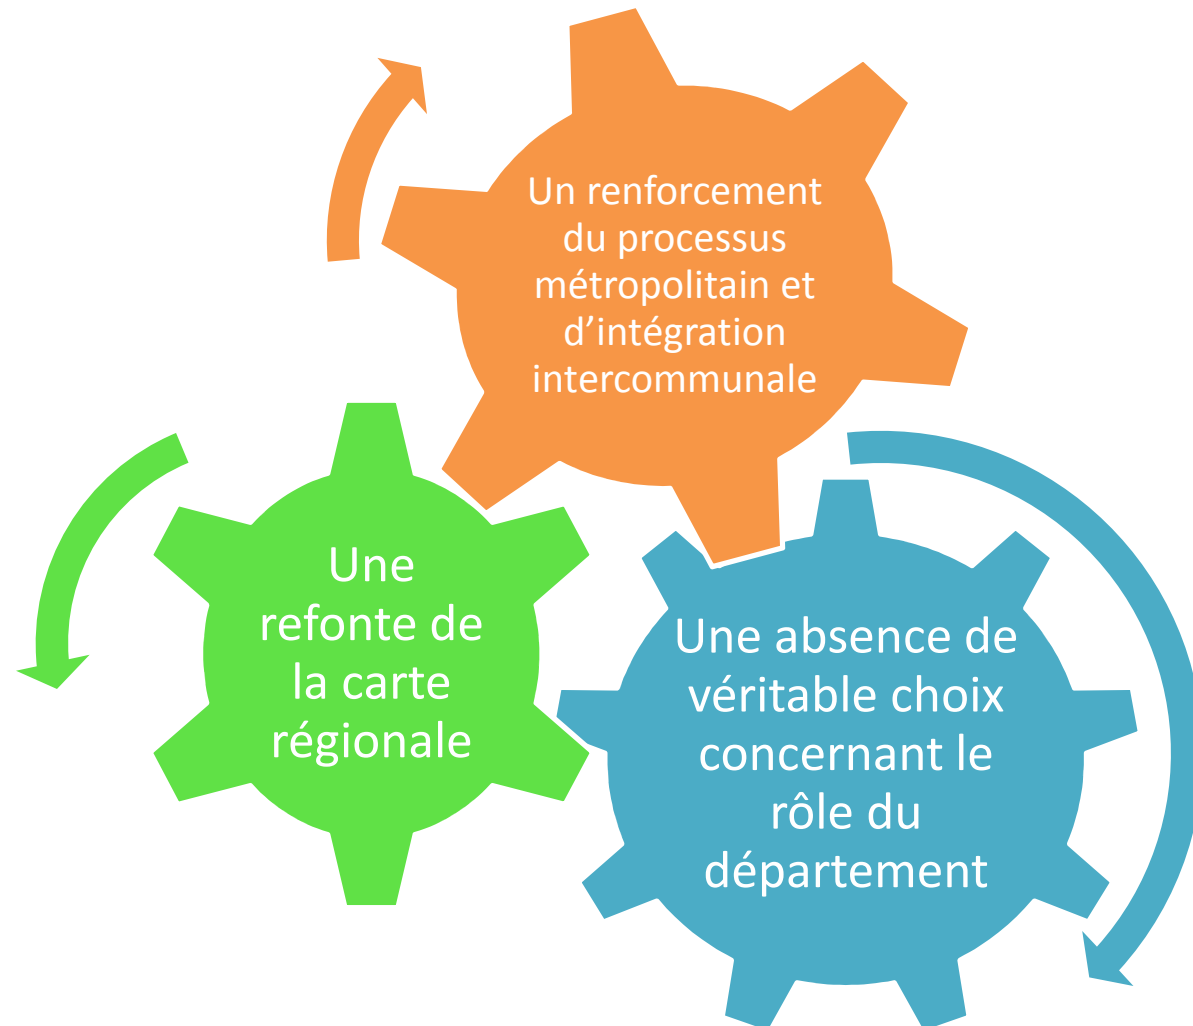 Un renforcement
du processus
métropolitain et
d’intégration
intercommunale
Une
refonte de
la carte
régionale
Une absence de
véritable choix
concernant le
rôle du
département